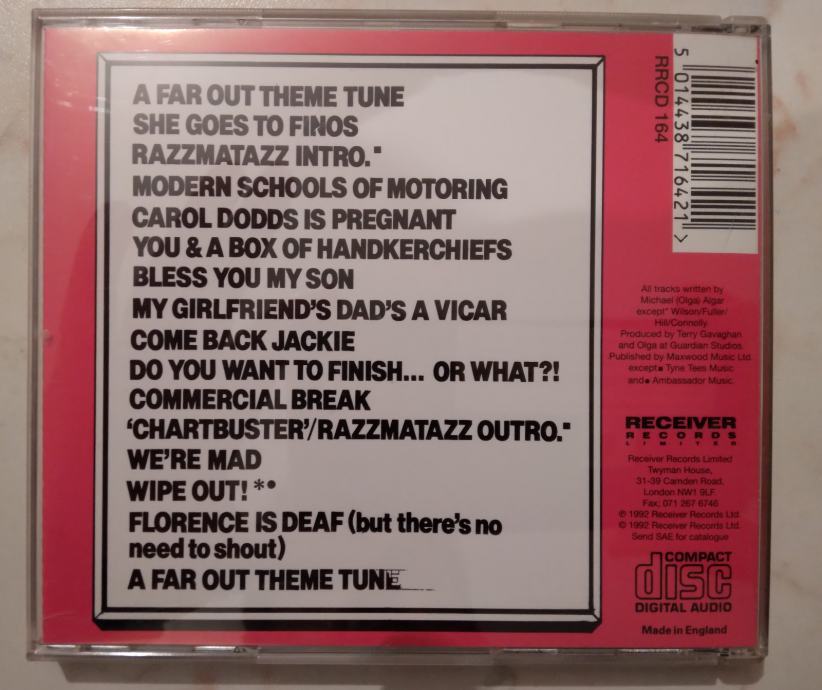 A FAR OUT THEME TUNE
SHE GOES TO FINOS
RAZZMATAZZ INTRO.▪
MODERN SCHOOLS OF MOTORING
CAROL DODDS IS PREGNANT
YOU & A BOX OF HANDKERCHIEFS
BLESS YOU MY SON
MY GIRLFRIEND'S DAD'S A VICAR
COME BACK JACKIE
DO YOU WANT TO FINISH... OR WHAT?!
COMMERCIAL BREAK
'CHARTBUSTER'/RAZZMATAZZ OUTRO.▪
WE'RE MAD
WIPE OUT! *●
FLORENCE IS DEAF (but there's no
need to shout)
A FAR OUT THEME TUNE
5 014438 716421 >
RRCD 164
All tracks written by
Michael (Olga) Algar
except* Wilson/Fuller/
Hill/Connolly.
Produced by Terry Gavaghan
and Olga at Guardian Studios.
Published by Maxwood Music Ltd.
except▪ Tyne Tees Music
and● Ambassador Music.
RECEIVER
RECORDS
LIMITED
Receiver Records Limited
Twyman House,
31-39 Camden Road,
London NW1 9LF.
Fax; 071 267 6746
℗ 1992 Receiver Records Ltd.
© 1992 Receiver Records Ltd.
Send SAE for catalogue
COMPACT
disc
DIGITAL AUDIO
Made in England